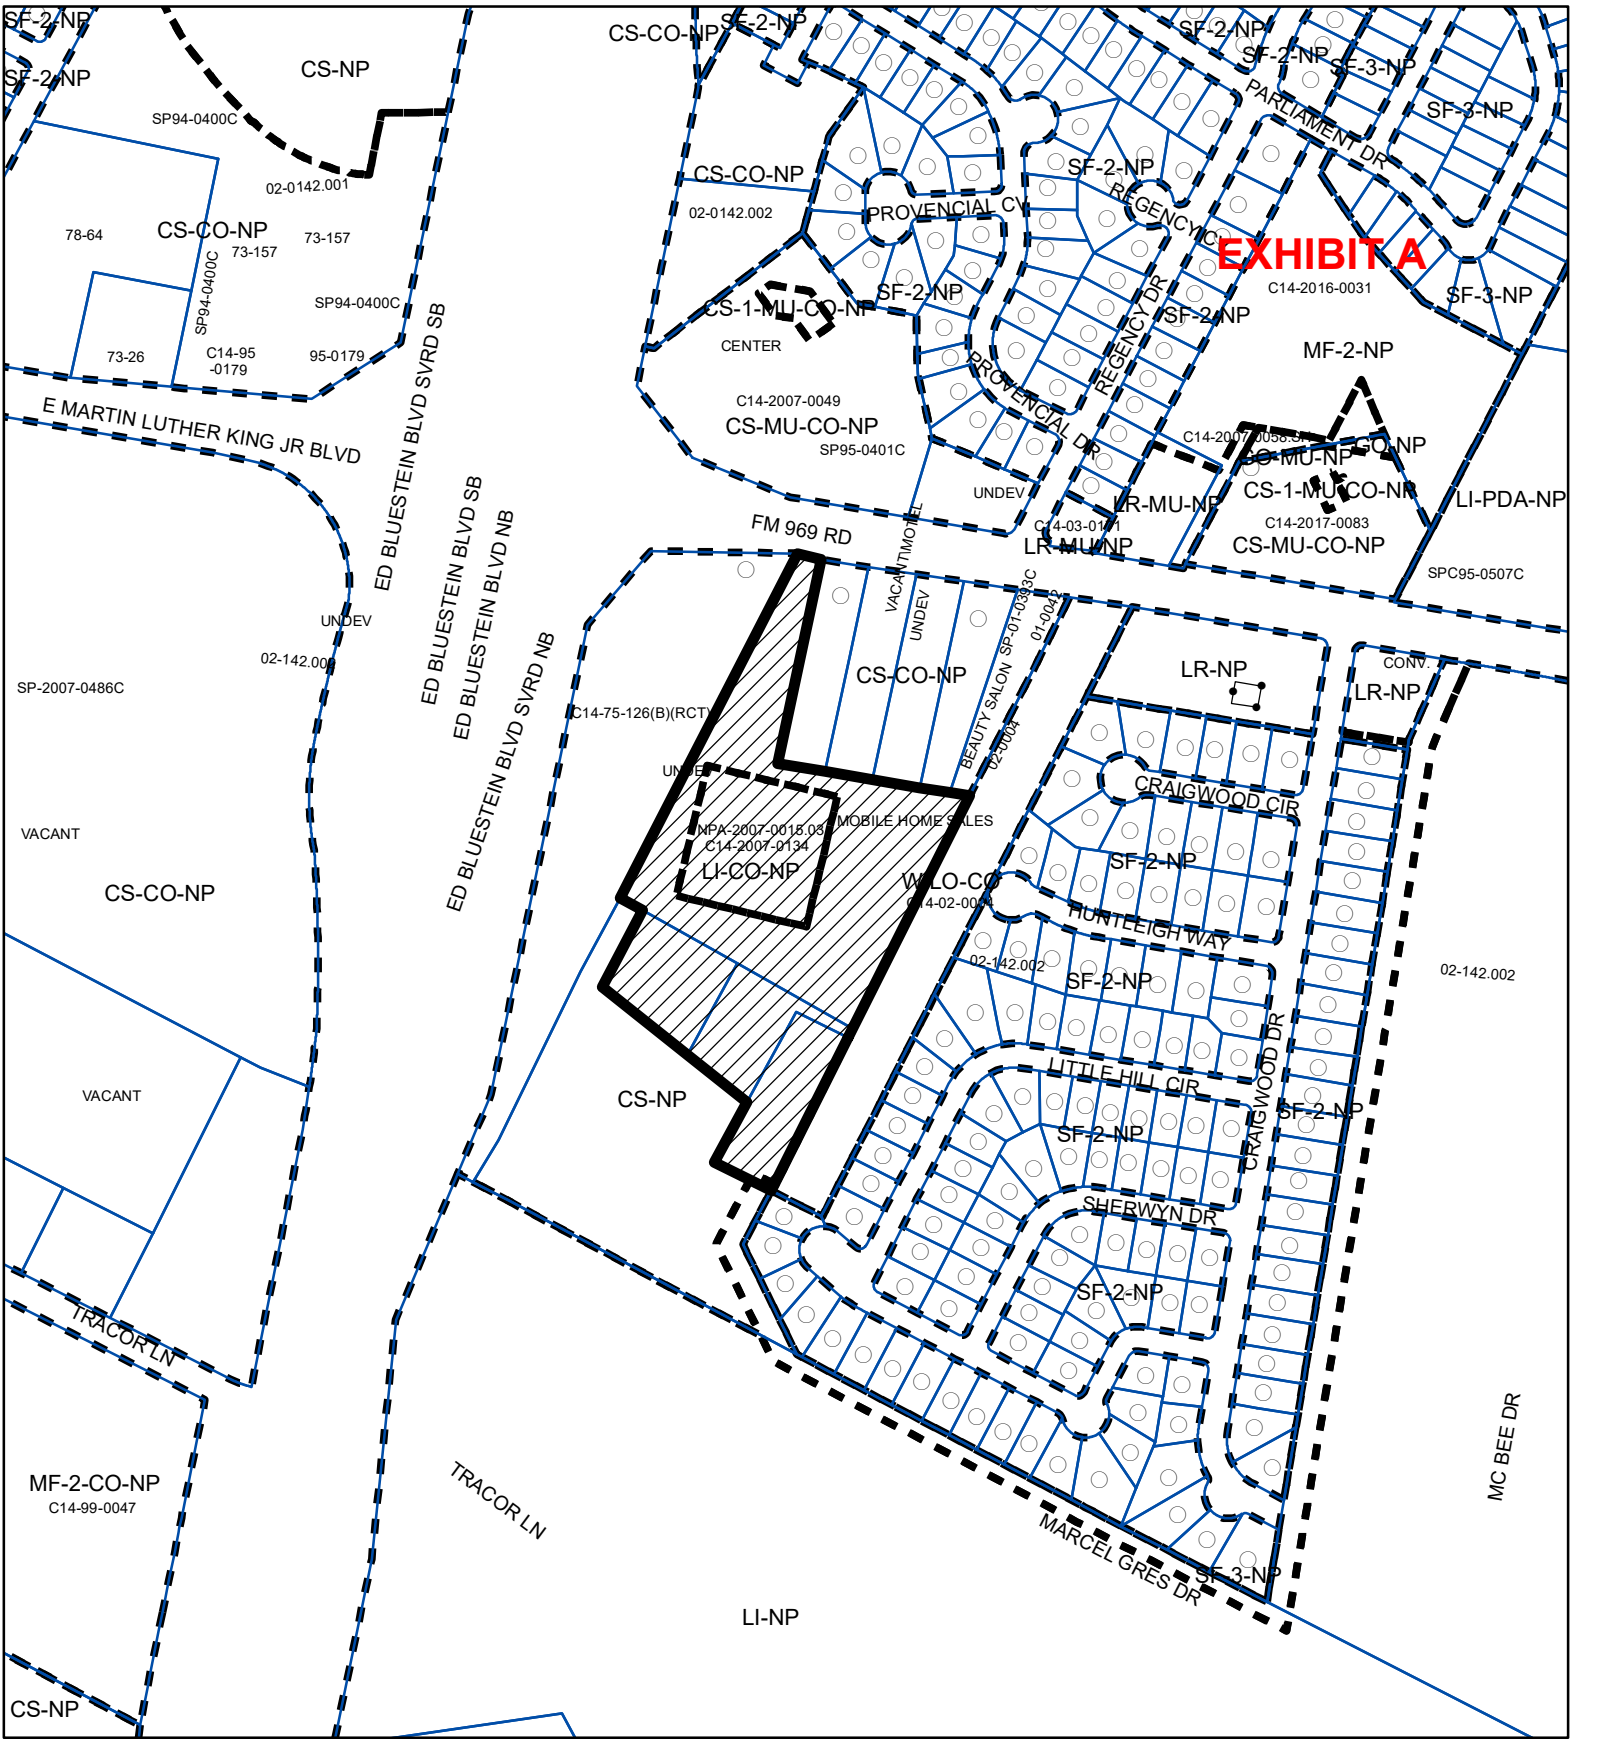 SF-2-NP
SF-2-NP
CS-NP
SP94-0400C
02-0142.001
CS-CO-NP
78-64
73-157
73-157
SP94-0400C
SP94-0400C
73-26
C14-95
-0179
95-0179
E MARTIN LUTHER KING JR BLVD
ED BLUESTEIN BLVD SVRD SB
ED BLUESTEIN BLVD SB
ED BLUESTEIN BLVD NB
ED BLUESTEIN BLVD SVRD NB
CS-CO-NP
SF-2-NP
CS-CO-NP
02-0142.002
PROVENCIAL CV
SF-2-NP
CS-1-MU-CO-NP
CENTER
C14-2007-0049
CS-MU-CO-NP
SP95-0401C
PROVENCIAL DR
UNDEV
SF-2-NP
SF-2-NP
SF-3-NP
SF-3-NP
PARLIAMENT DR
SF-2-NP
REGENCY CV
REGENCY DR
SF-2-NP
EXHIBIT A
C14-2016-0031
SF-3-NP
MF-2-NP
GO-NP
GO-MU-NP
CS-1-MU-CO-NP
LI-PDA-NP
LR-MU-NP
C14-2017-0083
CS-MU-CO-NP
LR-MU-NP
SPC95-0507C
FM 969 RD
VACANT\MOTEL
UNDEV
CS-CO-NP
BEAUTY SALON
SP-01-0393C
01-0042
02-0004
C14-75-126(B)(RCT)
MOBILE HOME SALES
NPA-2007-0015.03
C14-2007-0134
LI-CO-NP
W/LO-CO
CS-NP
LR-NP
CONV.
LR-NP
CRAIGWOOD CIR
SF-2-NP
HUNTLEIGH WAY
02-142.002
SF-2-NP
LITTLE HILL CIR
CRAIGWOOD DR
SF-2-NP
SF-2-NP
SHERWYN DR
SF-2-NP
02-142.002
MC BEE DR
MARCEL GRES DR
SF-3-NP
UNDEV
SP-2007-0486C
VACANT
CS-CO-NP
VACANT
TRACOR LN
MF-2-CO-NP
C14-99-0047
CS-NP
TRACOR LN
LI-NP